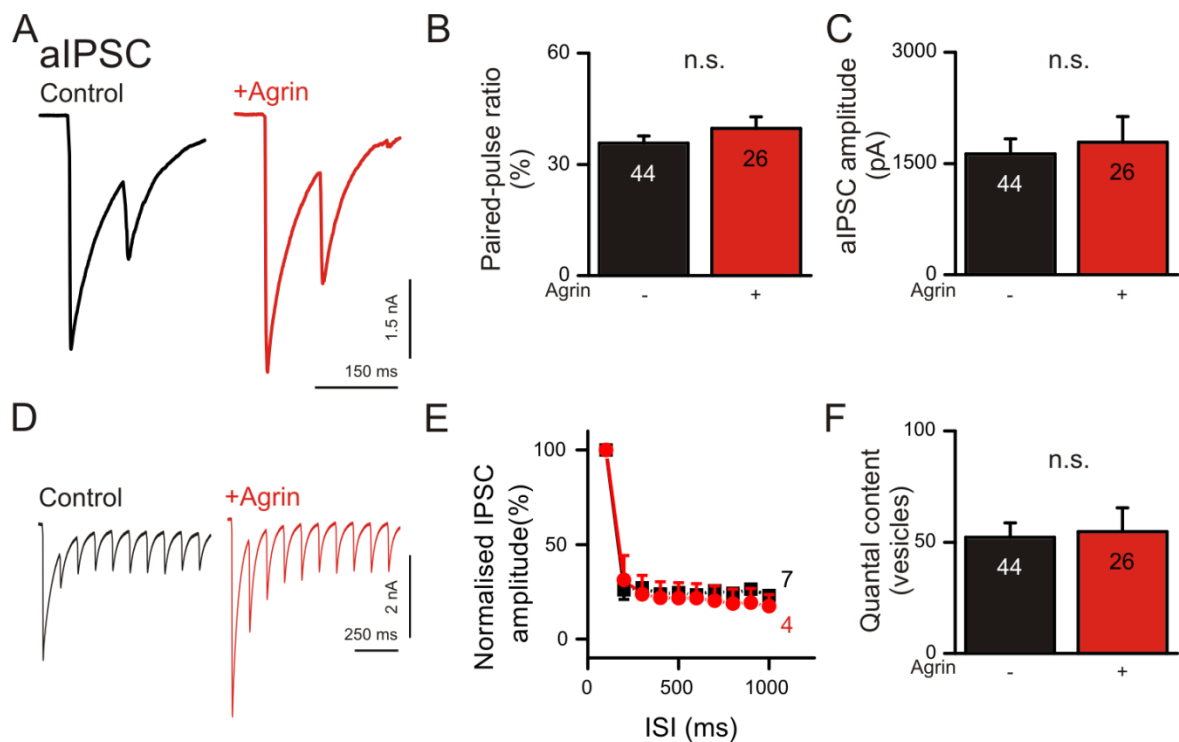 A
aIPSC
Control
+Agrin
1.5 nA
150 ms
B
n.s.
Paired-pulse ratio
(%)
60
30
0
44
26
Agrin
-
+
C
n.s.
aIPSC amplitude
(pA)
3000
1500
0
44
26
Agrin
-
+
D
Control
+Agrin
2 nA
250 ms
E
Normalised IPSC
amplitude(%)
100
50
0
7
4
0
500
1000
ISI (ms)
F
n.s.
Quantal content
(vesicles)
100
50
0
44
26
Agrin
-
+